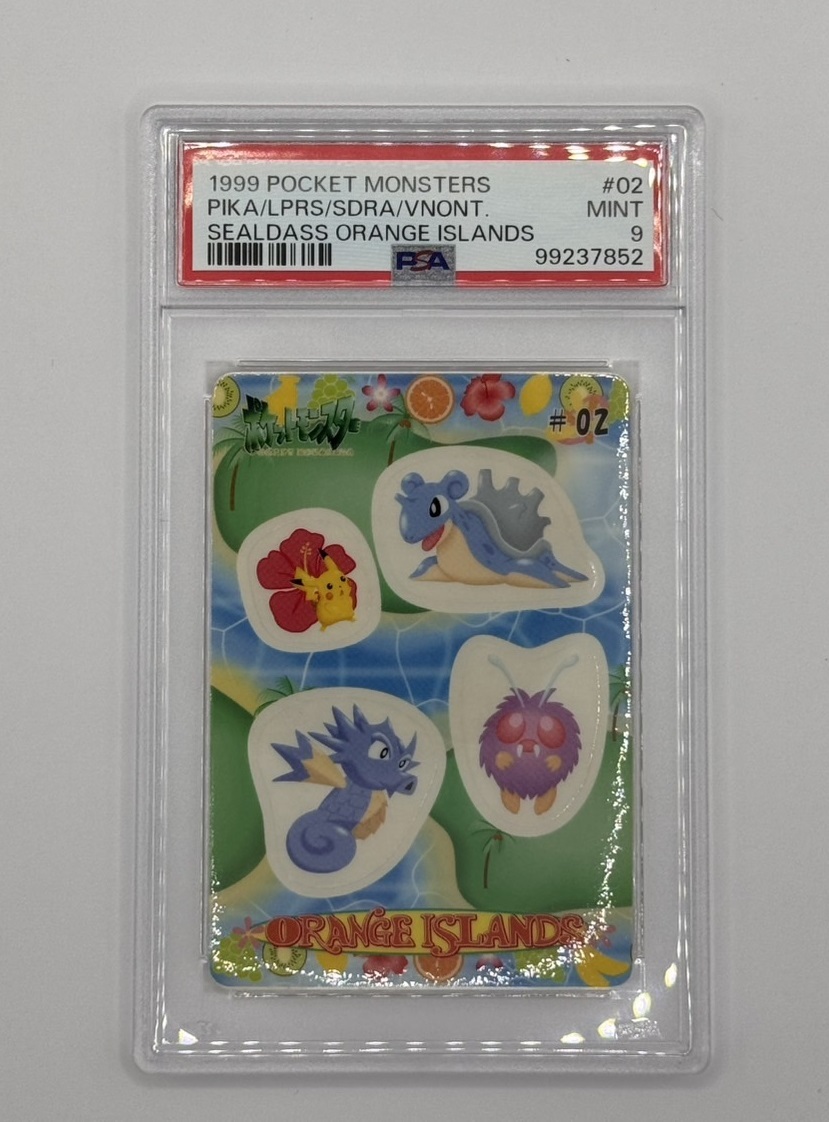 1999 POCKET MONSTERS #02
PIKA/LPRS/SDRA/VNONT. MINT
SEALDASS ORANGE ISLANDS 9
PSA 99237852
ポケットモンスター
# 02
ORANGE ISLANDS